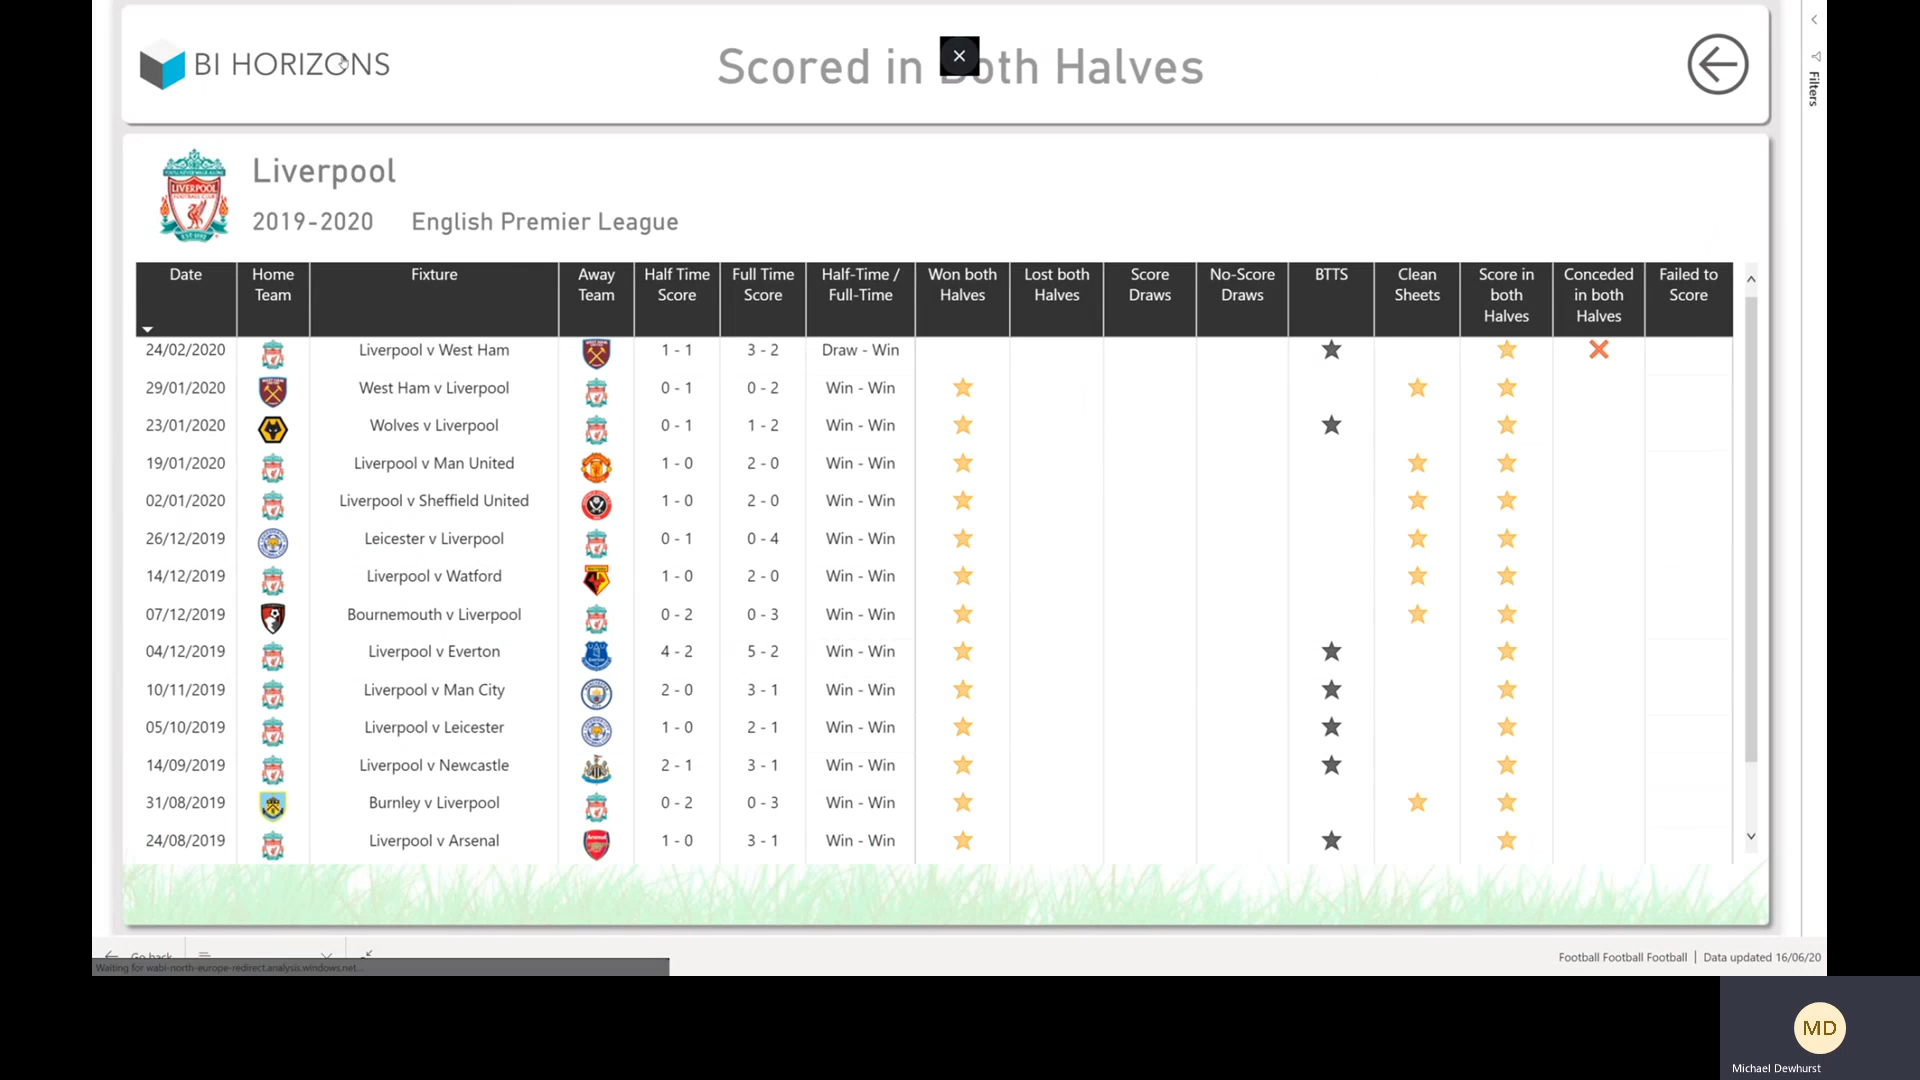 BI HORIZONS
Scored in Both Halves
Filters
Liverpool
2019-2020 English Premier League
Date Home Team Fixture Away Team Half Time Score Full Time Score Half-Time / Full-Time Won both Halves Lost both Halves Score Draws No-Score Draws BTTS Clean Sheets Score in both Halves Conceded in both Halves Failed to Score
24/02/2020 Liverpool v West Ham 1 - 1 3 - 2 Draw - Win
29/01/2020 West Ham v Liverpool 0 - 1 0 - 2 Win - Win
23/01/2020 Wolves v Liverpool 0 - 1 1 - 2 Win - Win
19/01/2020 Liverpool v Man United 1 - 0 2 - 0 Win - Win
02/01/2020 Liverpool v Sheffield United 1 - 0 2 - 0 Win - Win
26/12/2019 Leicester v Liverpool 0 - 1 0 - 4 Win - Win
14/12/2019 Liverpool v Watford 1 - 0 2 - 0 Win - Win
07/12/2019 Bournemouth v Liverpool 0 - 2 0 - 3 Win - Win
04/12/2019 Liverpool v Everton 4 - 2 5 - 2 Win - Win
10/11/2019 Liverpool v Man City 2 - 0 3 - 1 Win - Win
05/10/2019 Liverpool v Leicester 1 - 0 2 - 1 Win - Win
14/09/2019 Liverpool v Newcastle 2 - 1 3 - 1 Win - Win
31/08/2019 Burnley v Liverpool 0 - 2 0 - 3 Win - Win
24/08/2019 Liverpool v Arsenal 1 - 0 3 - 1 Win - Win
Go back
Football Football Football | Data updated 16/06/20
Waiting for wabi-north-europe-redirect.analysis.windows.net...
MD
Michael Dewhurst